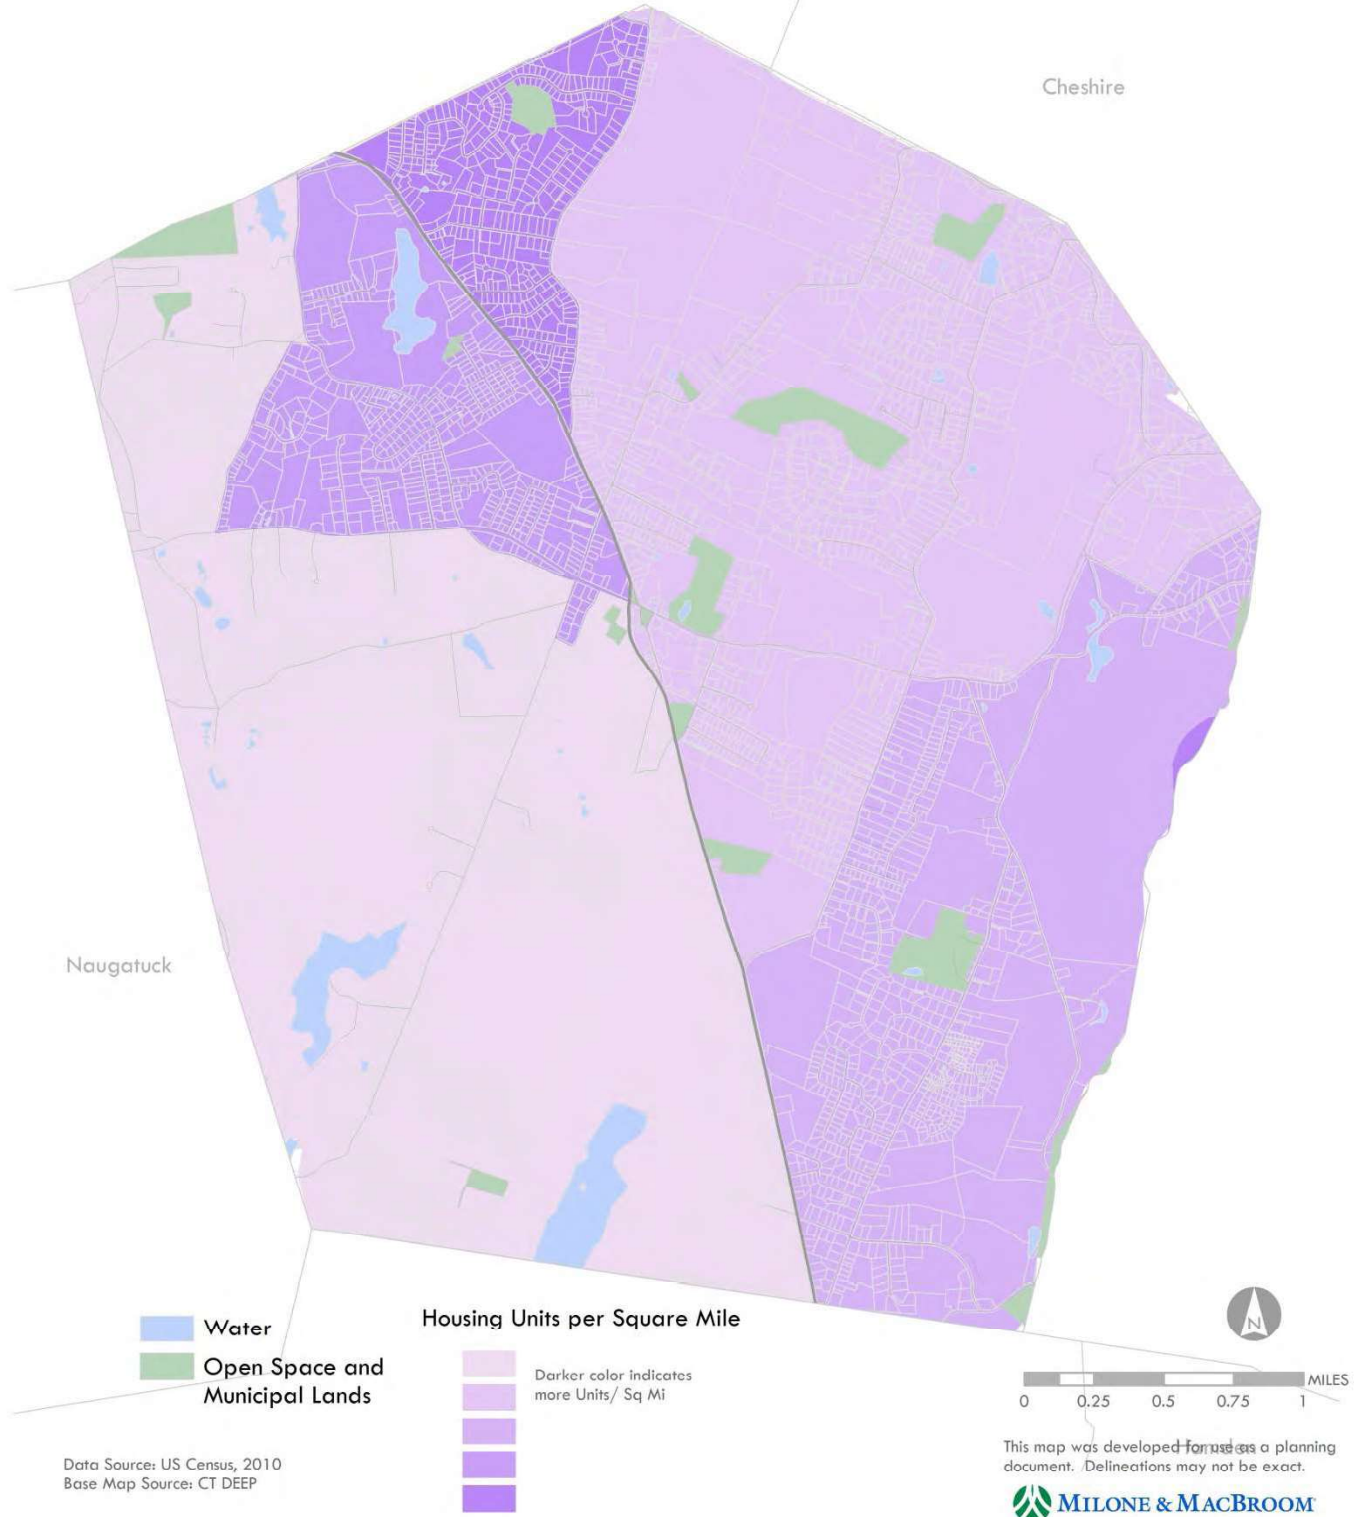 Cheshire
Naugatuck
Water
Open Space and
Municipal Lands
Housing Units per Square Mile
Darker color indicates
more Units/ Sq Mi
N
MILES
0 0.25 0.5 0.75 1
Hamden
This map was developed for use as a planning
document. Delineations may not be exact.
Data Source: US Census, 2010
Base Map Source: CT DEEP
MILONE & MACBROOM